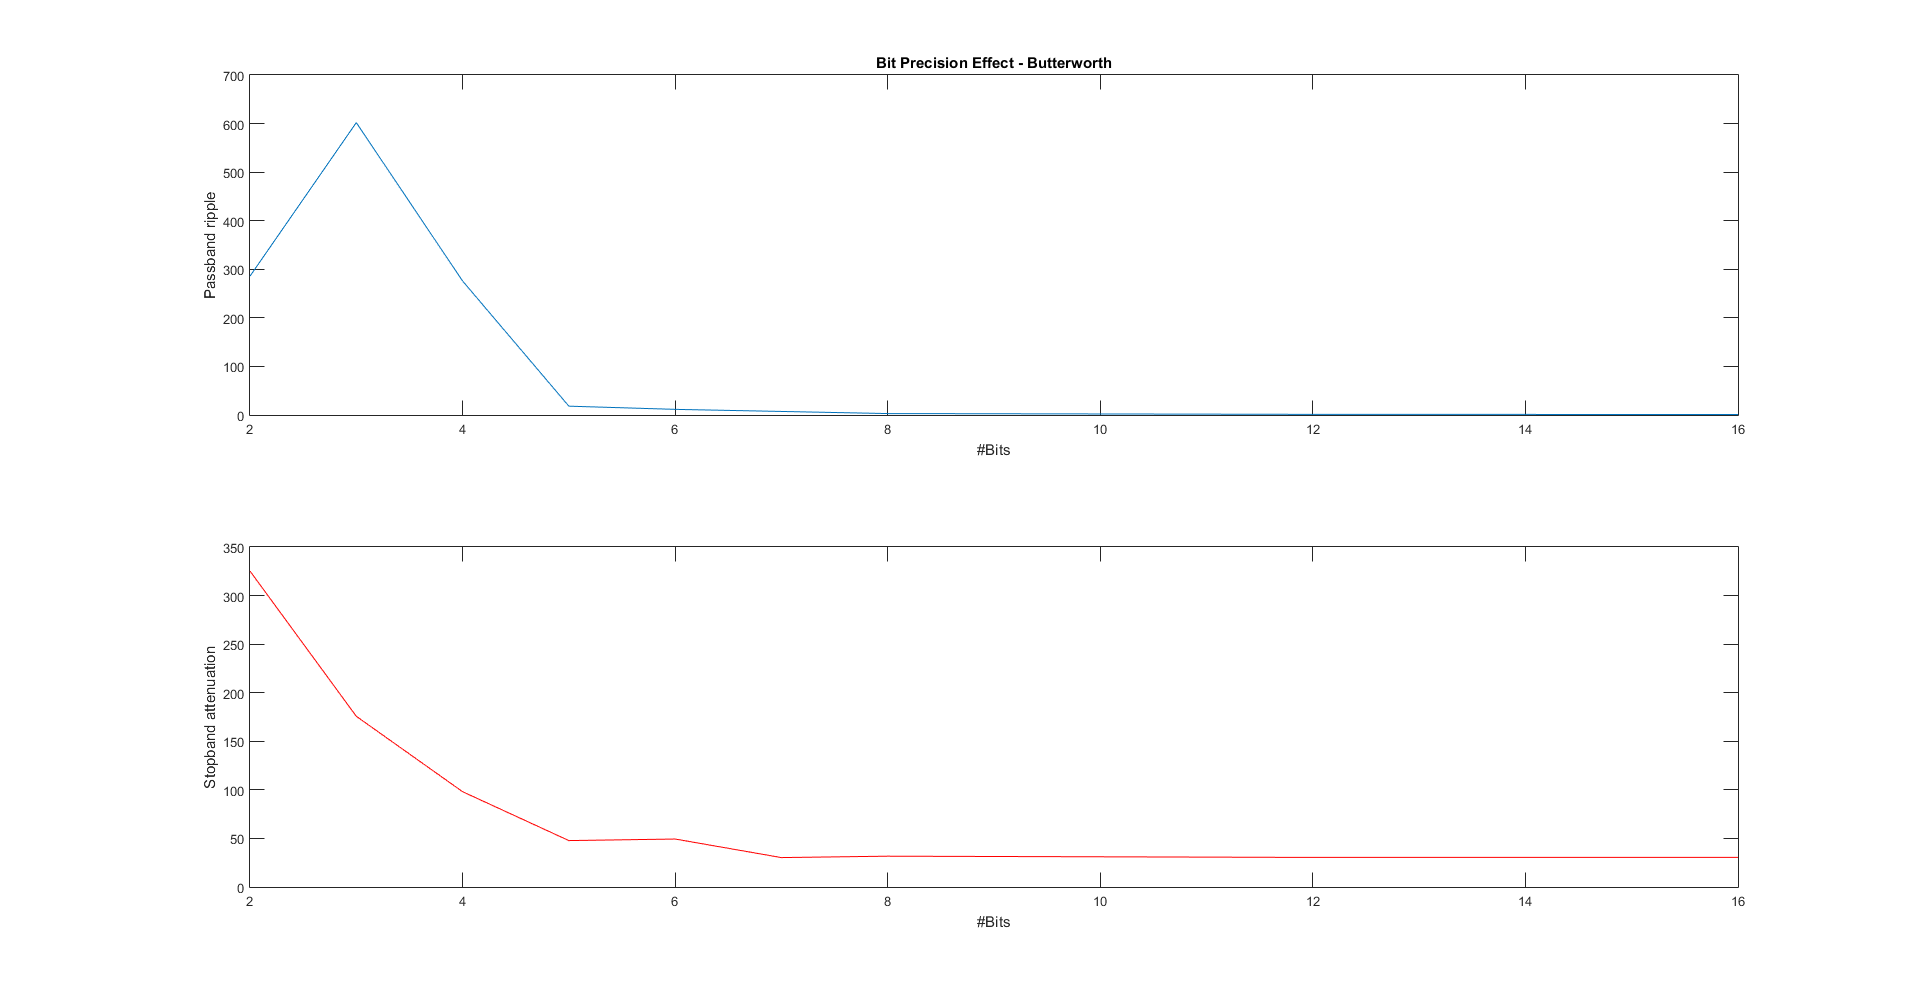 Bit Precision Effect - Butterworth
700
600
500
400
300
200
100
0
Passband ripple
2 4 6 8 10 12 14 16
#Bits
350
300
250
200
150
100
50
0
Stopband attenuation
2 4 6 8 10 12 14 16
#Bits